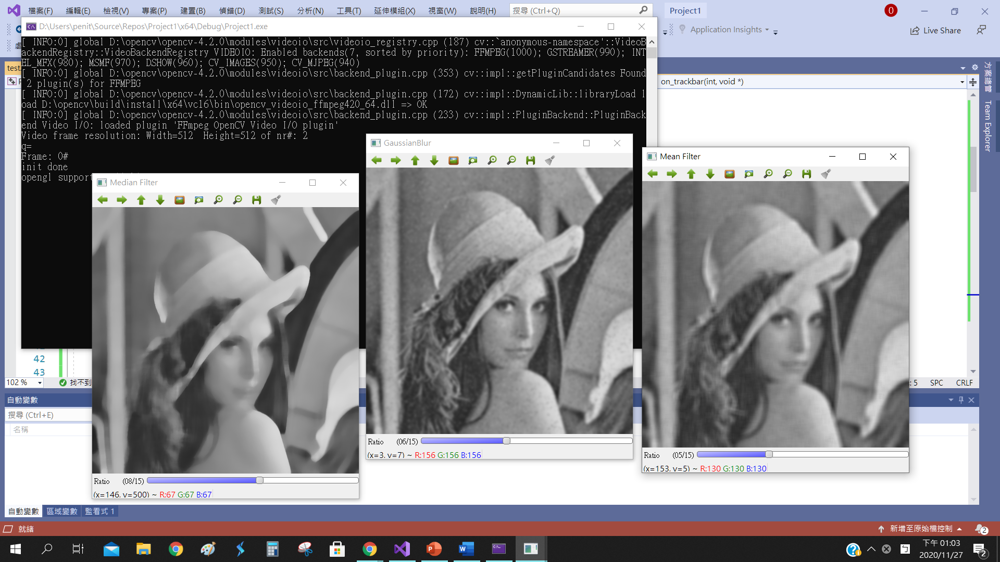 檔案(F) 編輯(E) 檢視(V) 專案(P) 建置(B) 偵錯(D) 測試(S) 分析(N) 工具(T) 延伸模組(X) 視窗(W) 說明(H) 搜尋 (Ctrl+Q) Project1 0
D:\Users\penit\Source\Repos\Project1\x64\Debug\Project1.exe
Application Insights
Live Share
[ INFO:0] global D:\opencv\opencv-4.2.0\modules\videoio\src\videoio_registry.cpp (187) cv::`anonymous-namespace'::VideoB
ackendRegistry::VideoBackendRegistry VIDEOIO: Enabled backends(7, sorted by priority): FFMPEG(1000); GSTREAMER(990); INT
EL_MFX(980); MSMF(970); DSHOW(960); CV_IMAGES(950); CV_MJPEG(940)
[ INFO:0] global D:\opencv\opencv-4.2.0\modules\videoio\src\backend_plugin.cpp (353) cv::impl::getPluginCandidates Found
2 plugin(s) for FFMPEG
[ INFO:0] global D:\opencv\opencv-4.2.0\modules\videoio\src\backend_plugin.cpp (172) cv::impl::DynamicLib::libraryLoad l
oad D:\opencv\build\install\x64\vc16\bin\opencv_videoio_ffmpeg420_64.dll => OK
[ INFO:0] global D:\opencv\opencv-4.2.0\modules\videoio\src\backend_plugin.cpp (233) cv::impl::PluginBackend::PluginBack
end Video I/O: loaded plugin 'FFmpeg OpenCV Video I/O plugin'
Video frame resolution: Width=512  Height=512 of nr#: 2
q=
Frame: 0#
init done
opengl support
test
on_trackbar(int, void *)
方案總管
Team Explorer
Median Filter
Ratio (08/15)
(x=146, y=500) ~ R:67 G:67 B:67
GaussianBlur
Ratio (06/15)
(x=3, y=7) ~ R:156 G:156 B:156
Mean Filter
Ratio (05/15)
(x=153, y=5) ~ R:130 G:130 B:130
42
43
102 % 找不到
: 5 SPC CRLF
自動變數
搜尋 (Ctrl+E)
名稱
自動變數 區域變數 監看式 1
就緒
新增至原始檔控制 2
下午 01:03
2020/11/27
2